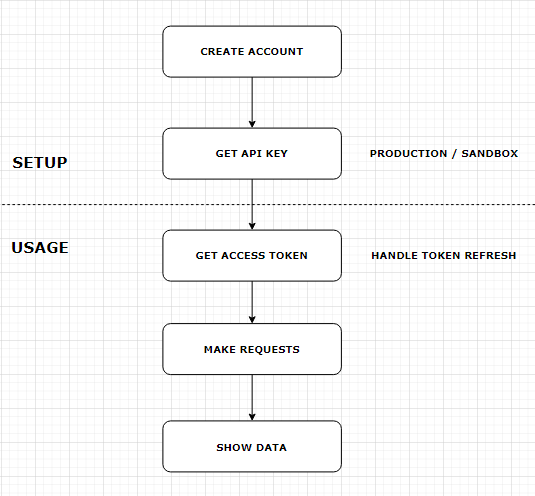 CREATE ACCOUNT
GET API KEY
PRODUCTION / SANDBOX
SETUP
USAGE
GET ACCESS TOKEN
HANDLE TOKEN REFRESH
MAKE REQUESTS
SHOW DATA